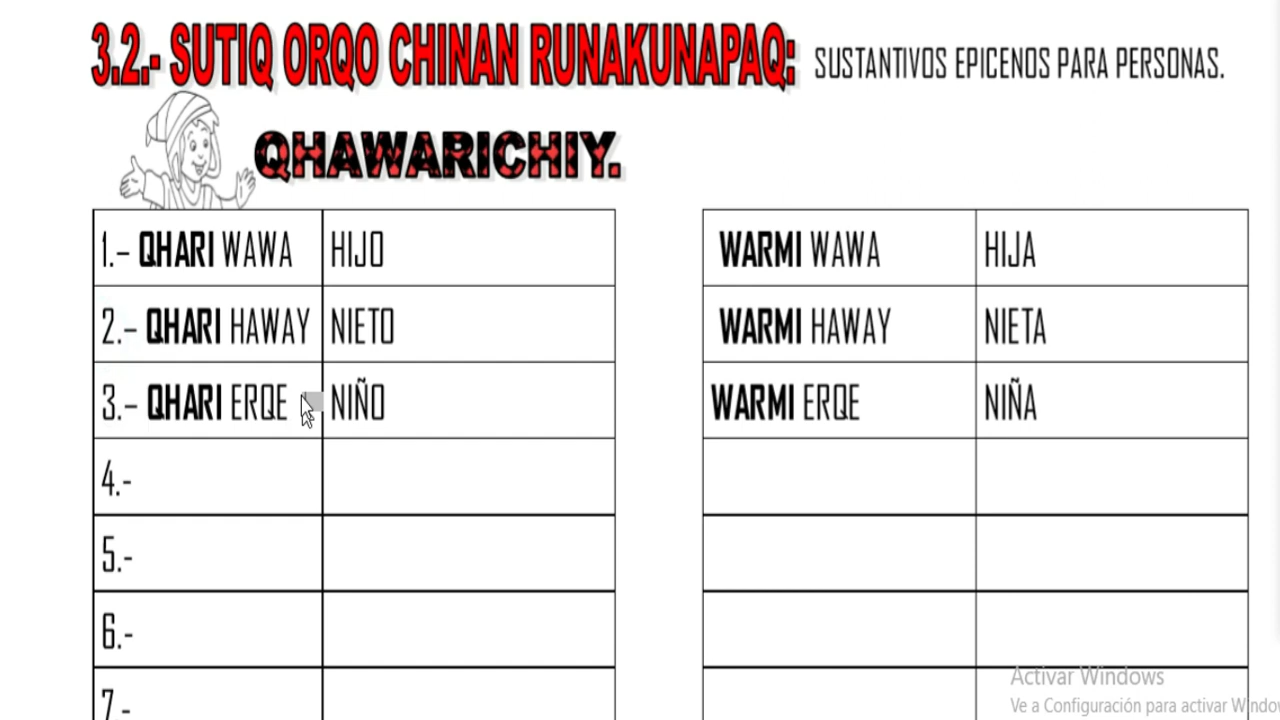 3.2.- SUTIQ ORQO CHINAN RUNAKUNAPAQ: SUSTANTIVOS EPICENOS PARA PERSONAS.
QHAWARICHIY.
1.- QHARI WAWA HIJO WARMI WAWA HIJA
2.- QHARI HAWAY NIETO WARMI HAWAY NIETA
3.- QHARI ERQE NIÑO WARMI ERQE NIÑA
4.-
5.-
6.-
7.-
Activar Windows
Ve a Configuración para activar Windo